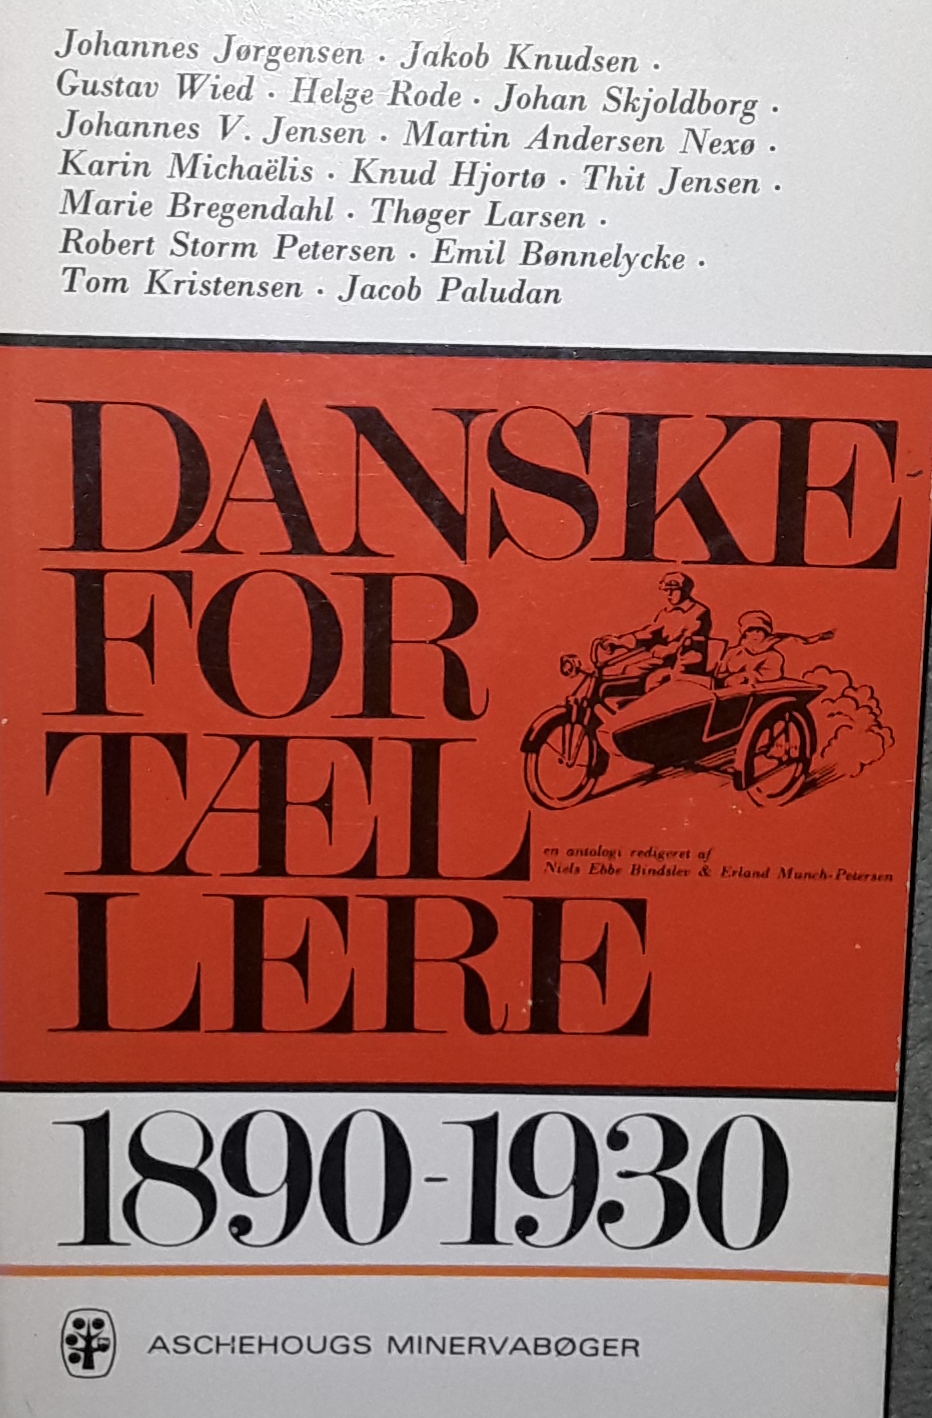 Johannes Jørgensen · Jakob Knudsen ·
Gustav Wied · Helge Rode · Johan Skjoldborg ·
Johannes V. Jensen · Martin Andersen Nexø ·
Karin Michaëlis · Knud Hjortø · Thit Jensen ·
Marie Bregendahl · Thøger Larsen ·
Robert Storm Petersen · Emil Bønnelycke ·
Tom Kristensen · Jacob Paludan
DANSKE
FOR
TÆL
LERE
en antologi redigeret af
Niels Ebbe Bindslev & Erland Munch-Petersen
1890-1930
ASCHEHOUGS MINERVABØGER